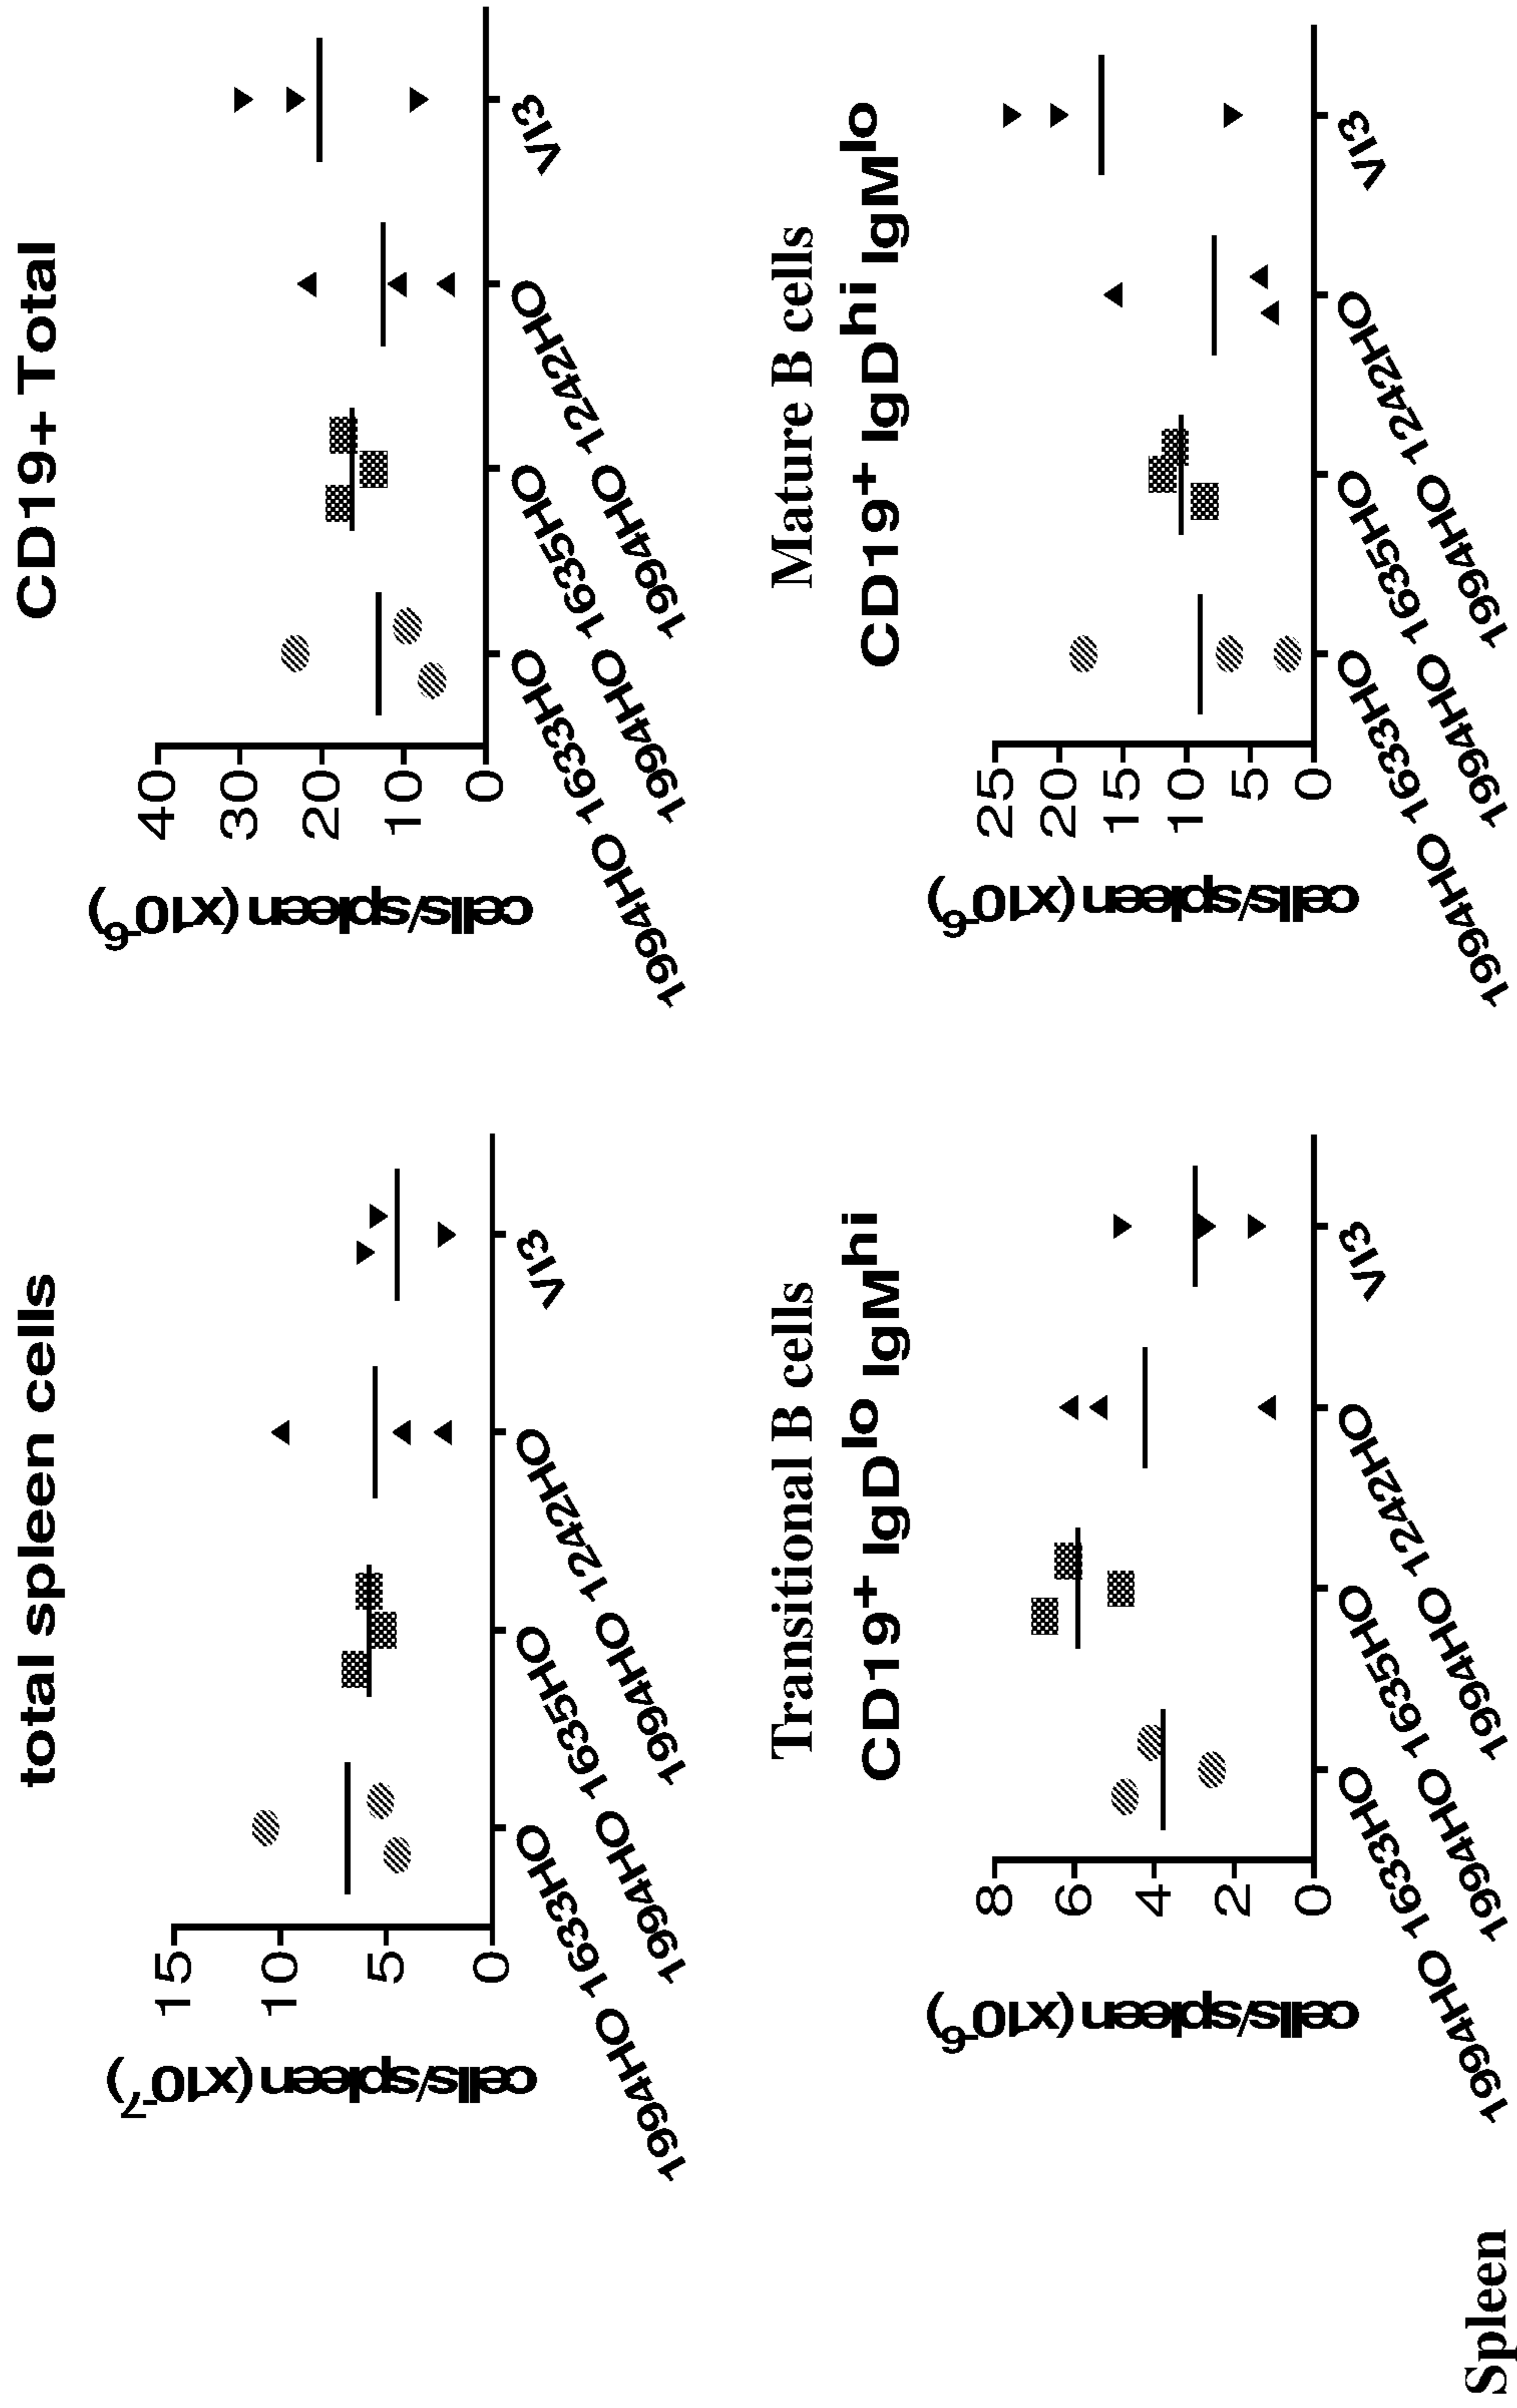 total spleen cells
cells/spleen (x10-7)
15
10
5
0
1994HO 1633HO
1994HO 1635HO
1994HO 1242HO
VI3
CD19+ Total
cells/spleen (x10-6)
40
30
20
10
0
1994HO 1633HO
1994HO 1635HO
1994HO 1242HO
VI3
Transitional B cells
CD19+ IgDlo IgMhi
cells/spleen (x10-6)
8
6
4
2
0
1994HO 1633HO
1994HO 1635HO
1994HO 1242HO
VI3
Mature B cells
CD19+ IgDhi IgMlo
cells/spleen (x10-6)
25
20
15
10
5
0
1994HO 1633HO
1994HO 1635HO
1994HO 1242HO
VI3
Spleen